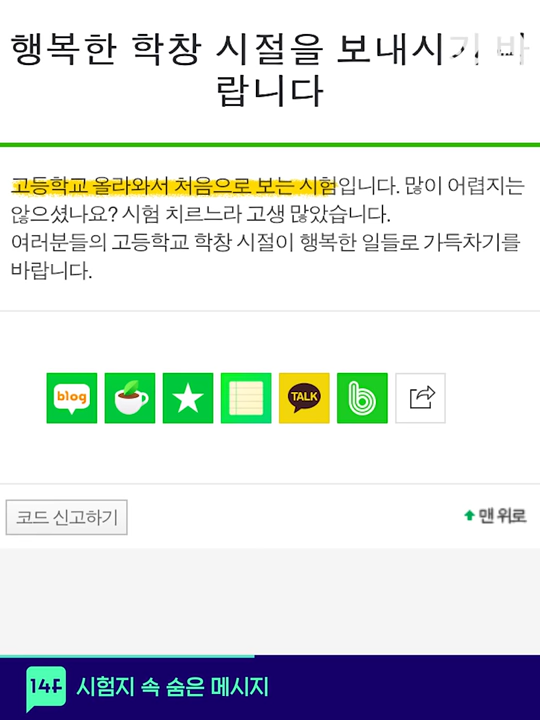 행복한 학창 시절을 보내시기 바
랍니다
고등학교 올라와서 처음으로 보는 시험입니다. 많이 어렵지는
않으셨나요? 시험 치르느라 고생 많았습니다.
여러분들의 고등학교 학창 시절이 행복한 일들로 가득차기를
바랍니다.
blog
TALK
코드 신고하기
맨 위로
14F 시험지 속 숨은 메시지